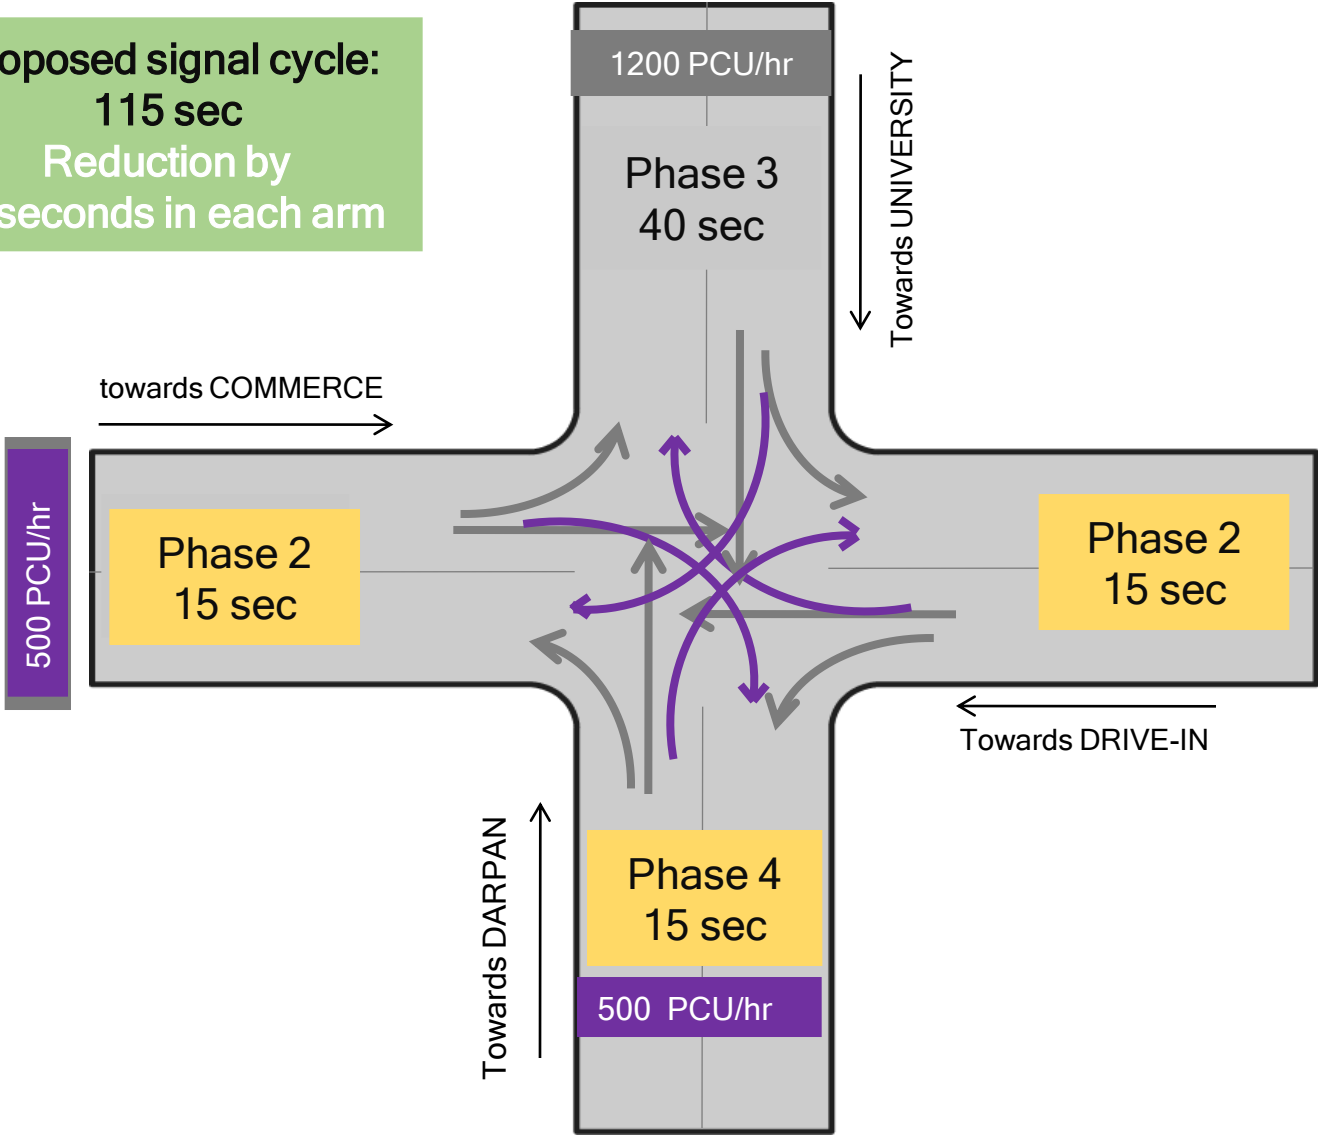 oposed signal cycle:
115 sec
Reduction by
seconds in each arm
1200 PCU/hr
Phase 3
40 sec
Towards UNIVERSITY
towards COMMERCE
500 PCU/hr
Phase 2
15 sec
Phase 2
15 sec
Towards DRIVE-IN
Towards DARPAN
Phase 4
15 sec
500 PCU/hr